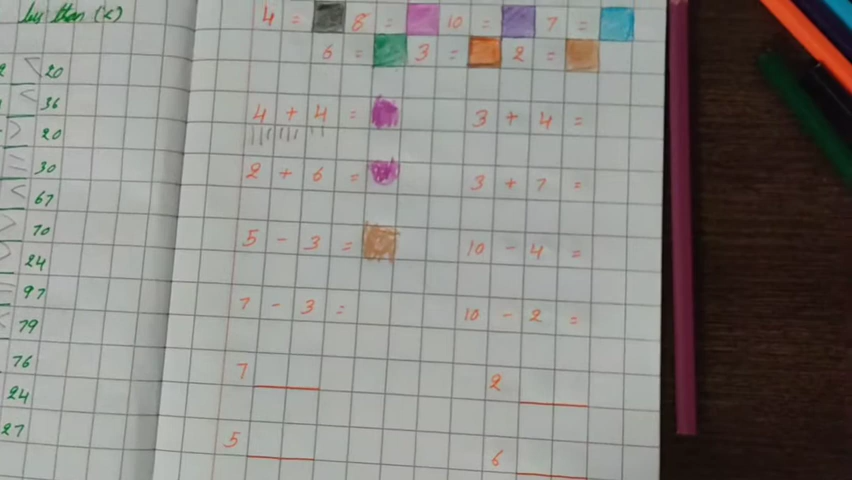 less than (<)
< 20
< 36
> 20
= 30
< 67
> 70
> 24
= 97
< 79
76
24
27
4 = 8 = 10 = 7 =
6 = 3 = 2 =
4 + 4 = 3 + 4 =
2 + 6 = 3 + 7 =
5 - 3 = 10 - 4 =
7 - 3 = 10 - 2 =
7 2
5 6